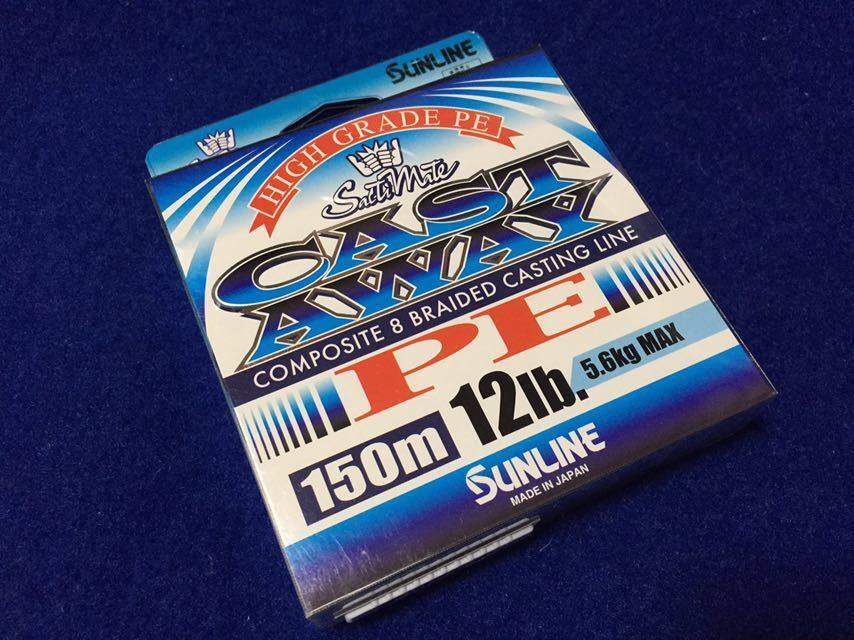 SUNLINE
HIGH GRADE PE
SaltiMate
CAST
AWAY
COMPOSITE 8 BRAIDED CASTING LINE
PE
150m 12lb. 5.6kg MAX
SUNLINE
MADE IN JAPAN